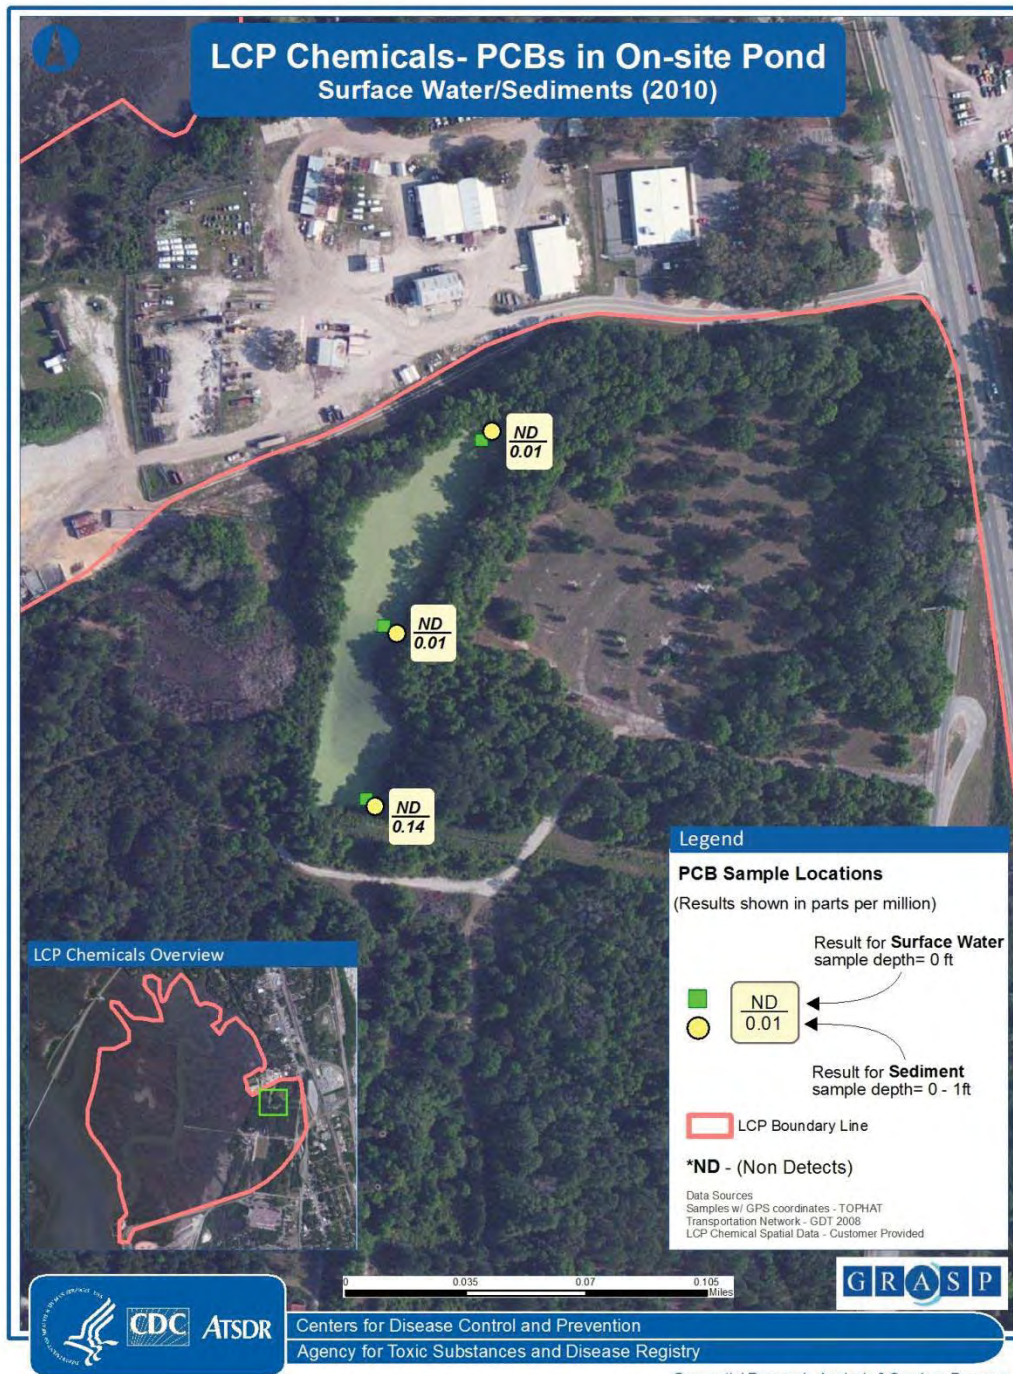 LCP Chemicals- PCBs in On-site Pond
Surface Water/Sediments (2010)
ND
0.01
ND
0.01
ND
0.14
Legend
PCB Sample Locations
(Results shown in parts per million)
Result for Surface Water
sample depth= 0 ft
ND
0.01
Result for Sediment
sample depth= 0 - 1ft
LCP Boundary Line
*ND - (Non Detects)
Data Sources
Samples w/ GPS coordinates - TOPHAT
Transportation Network - GDT 2008
LCP Chemical Spatial Data - Customer Provided
LCP Chemicals Overview
0 0.035 0.07 0.105
Miles
GRASP
CDC ATSDR
Centers for Disease Control and Prevention
Agency for Toxic Substances and Disease Registry